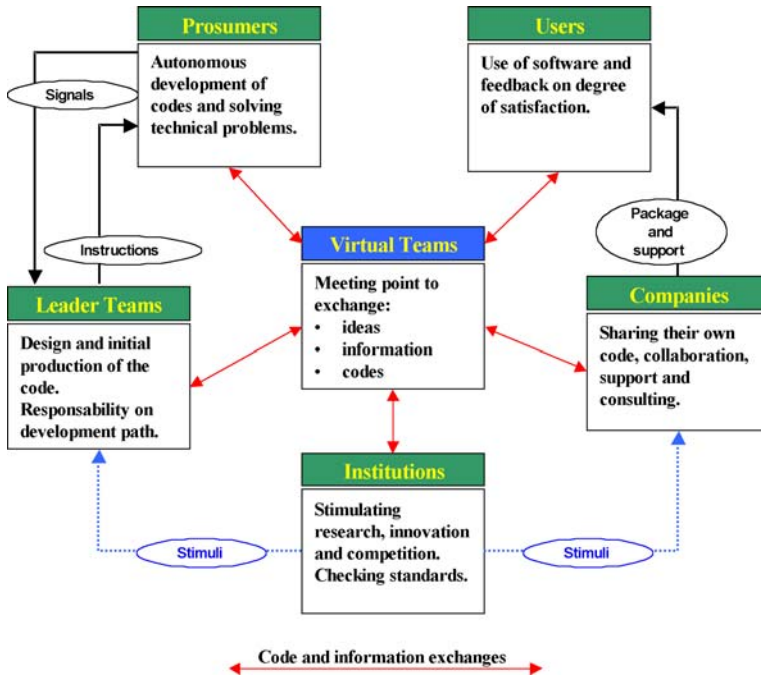 Prosumers
Autonomous
development of
codes and solving
technical problems.
Users
Use of software and
feedback on degree
of satisfaction.
Signals
Instructions
Package
and
support
Virtual Teams
Meeting point to
exchange:
• ideas
• information
• codes
Leader Teams
Design and initial
production of the
code.
Responsability on
development path.
Companies
Sharing their own
code, collaboration,
support and
consulting.
Institutions
Stimulating
research, innovation
and competition.
Checking standards.
Stimuli
Stimuli
Code and information exchanges